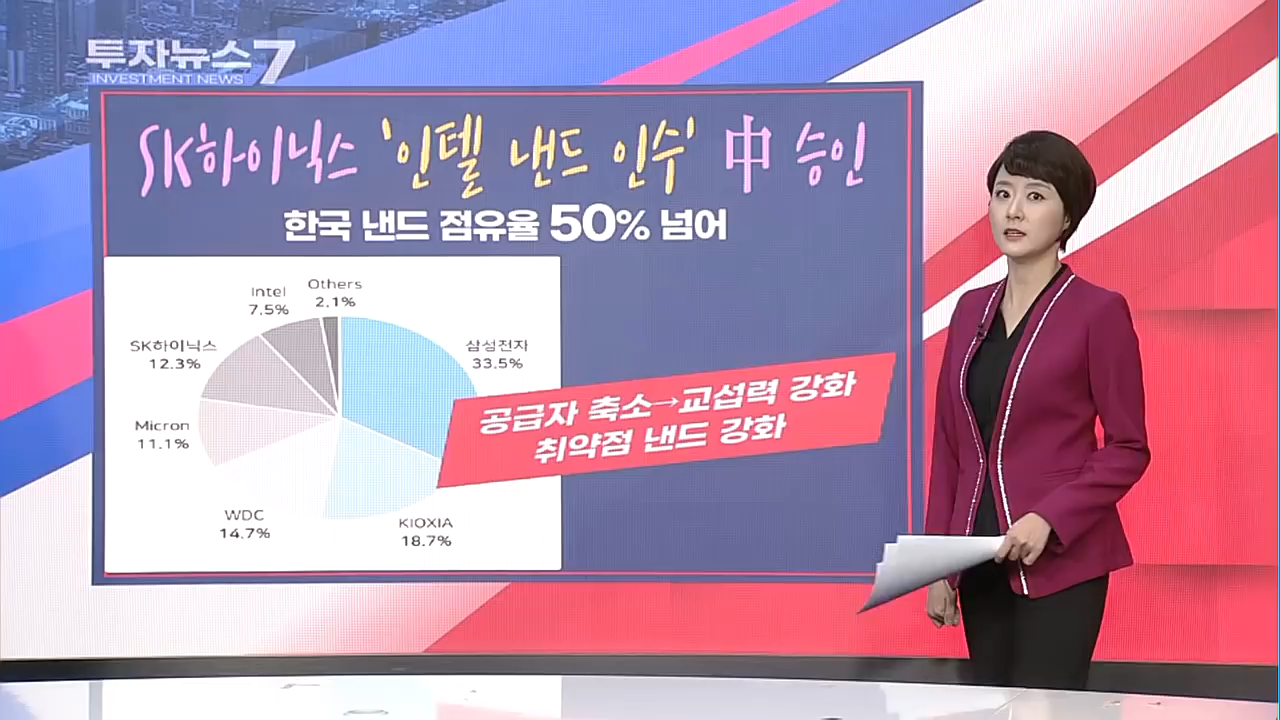 투자뉴스7
INVESTMENT NEWS
SK하이닉스 '인텔 낸드 인수' 中 승인
한국 낸드 점유율 50% 넘어
Others
2.1%
Intel
7.5%
SK하이닉스
12.3%
삼성전자
33.5%
Micron
11.1%
WDC
14.7%
KIOXIA
18.7%
공급자 축소→교섭력 강화
취약점 낸드 강화